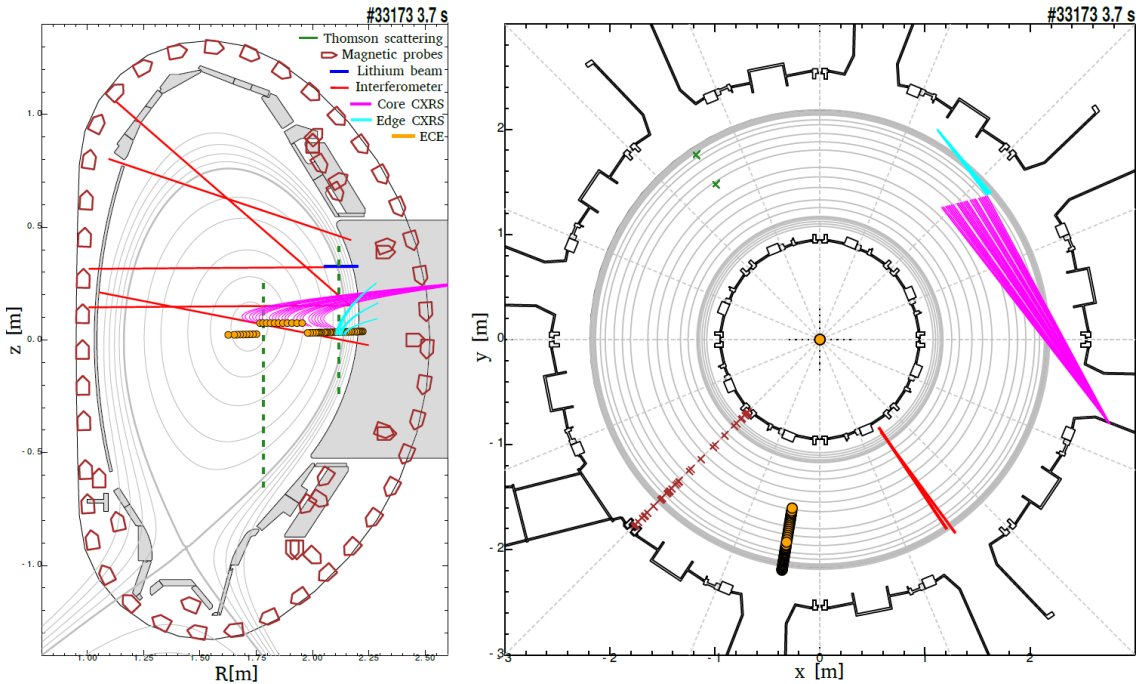 #33173 3.7 s
Thomson scattering
Magnetic probes
Lithium beam
Interferometer
Core CXRS
Edge CXRS
ECE
1.0
0.5
0.0
-0.5
-1.0
z [m]
1.00 1.25 1.50 1.75 2.00 2.25 2.50
R[m]
#33173 3.7 s
2
1
0
-1
-2
-3
y [m]
-3 -2 -1 0 1 2 3
x [m]